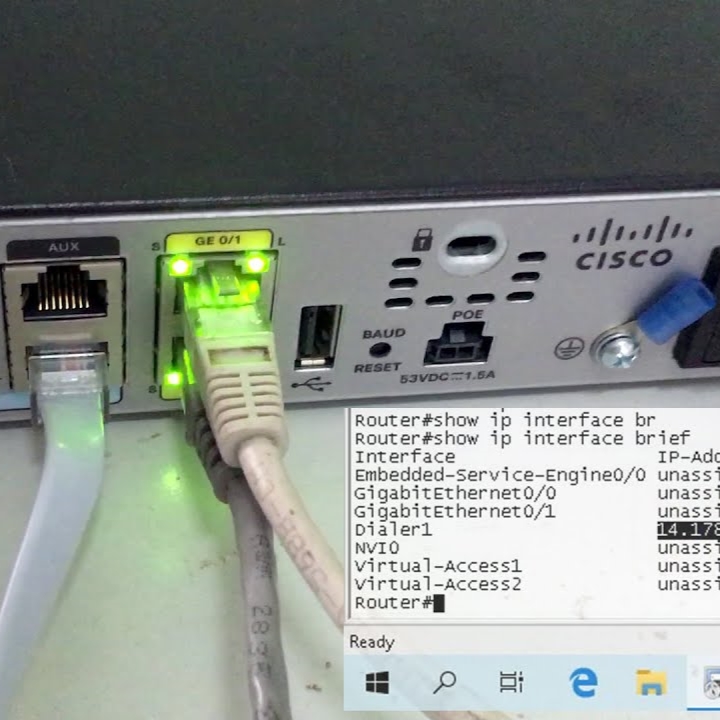 AUX
S
GE 0/1
L
CISCO
BAUD
RESET
POE
53VDC 1.5A
S
Router#show ip interface br
Router#show ip interface brief
Interface IP-Add
Embedded-Service-Engine0/0 unassi
GigabitEthernet0/0 unassi
GigabitEthernet0/1 unassi
Dialer1 14.178
NVI0 unassi
Virtual-Access1 unassi
Virtual-Access2 unassi
Router#
Ready